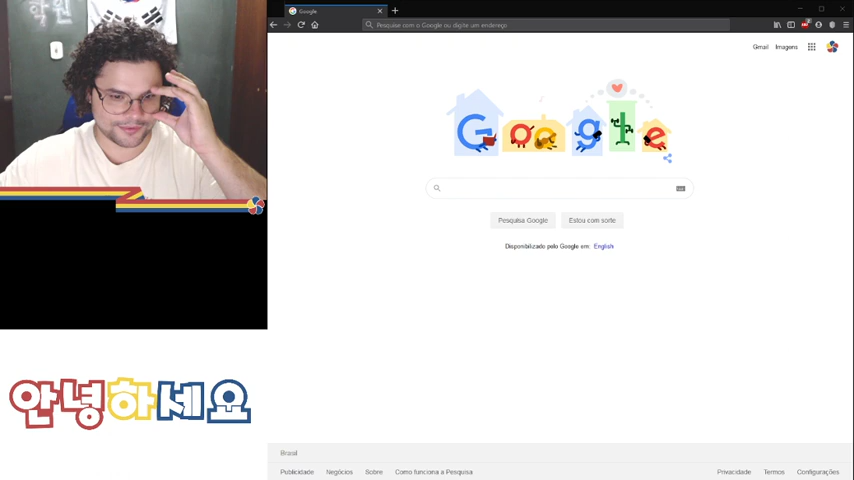 학원
Google
Pesquise com o Google ou digite um endereço
Gmail Imagens
Google
Pesquisa Google Estou com sorte
Disponibilizado pelo Google em: English
안녕하세요
Brasil
Publicidade Negócios Sobre Como funciona a Pesquisa Privacidade Termos Configurações